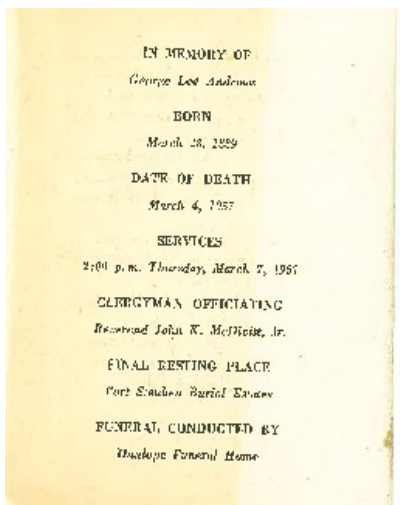 IN MEMORY OF
George Lee
BORN
March 28, 1889
DATE OF DEATH
March 4, 1957
SERVICES
2:00 p.m. Thursday, March 7, 1957
CLERGYMAN OFFICIATING
Reverend John K. Jr.
FINAL RESTING PLACE
Fort Steuben Burial Estates
FUNERAL CONDUCTED BY
Funeral Home